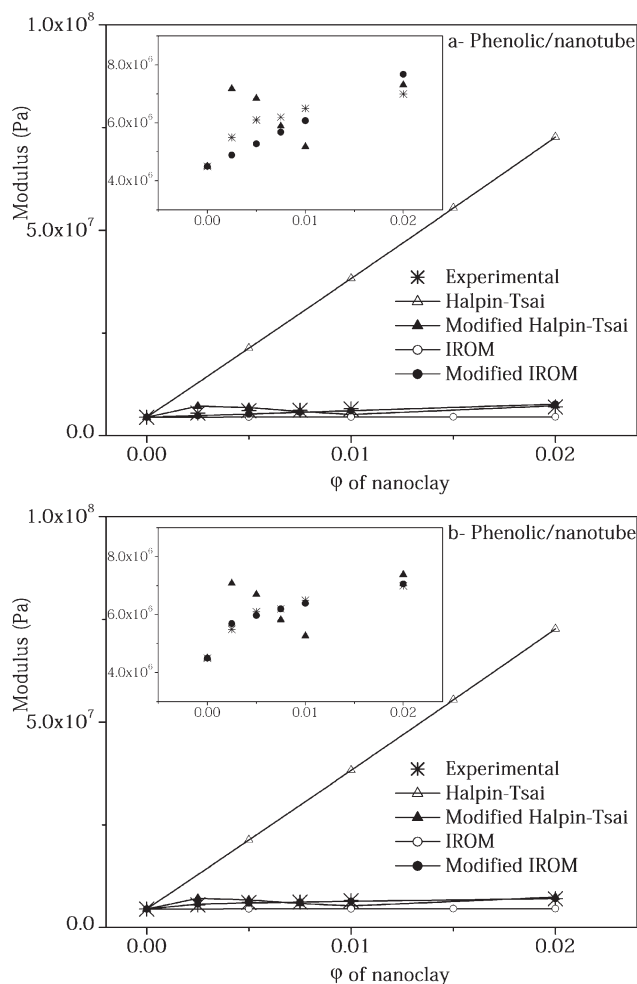 1.0x10⁸
a- Phenolic/nanotube
8.0x10⁶
6.0x10⁶
4.0x10⁶
0.00
0.01
0.02
Modulus (Pa)
5.0x10⁷
Experimental
Halpin-Tsai
Modified Halpin-Tsai
IROM
Modified IROM
0.0
0.00
0.01
0.02
φ of nanoclay
1.0x10⁸
b- Phenolic/nanotube
8.0x10⁶
6.0x10⁶
4.0x10⁶
0.00
0.01
0.02
Modulus (Pa)
5.0x10⁷
Experimental
Halpin-Tsai
Modified Halpin-Tsai
IROM
Modified IROM
0.0
0.00
0.01
0.02
φ of nanoclay